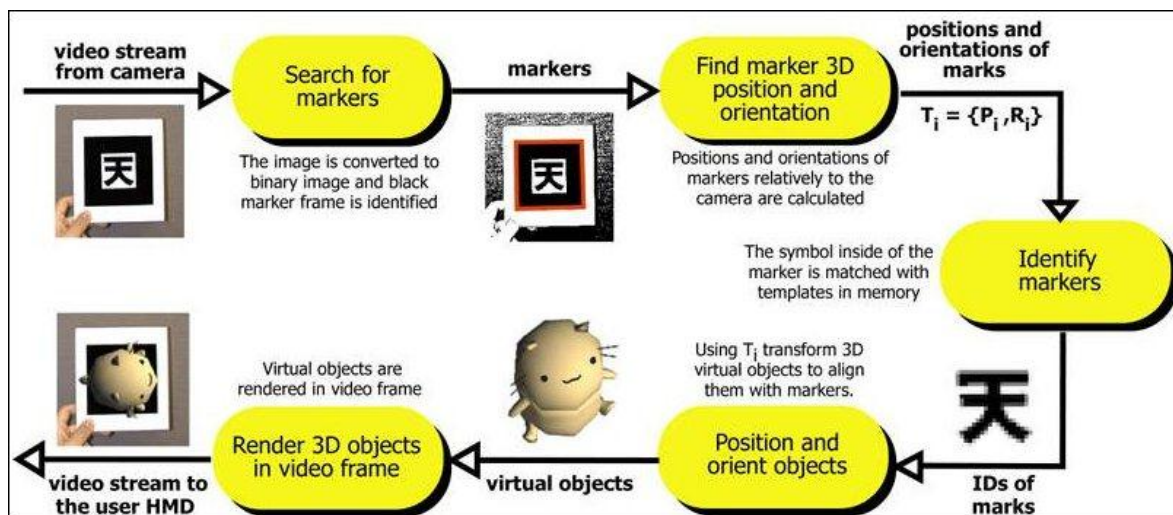 video stream
from camera
天
Search for
markers
The image is converted to
binary image and black
marker frame is identified
markers
天
Find marker 3D
position and
orientation
Positions and orientations of
markers relatively to the
camera are calculated
positions
and
orientations of
marks
Ti = {Pi ,Ri}
Identify
markers
The symbol inside of the
marker is matched with
templates in memory
天
IDs of
marks
Using Ti transform 3D
virtual objects to align
them with markers.
Position and
orient objects
virtual objects
Virtual objects are
rendered in video frame
Render 3D objects
in video frame
video stream to
the user HMD